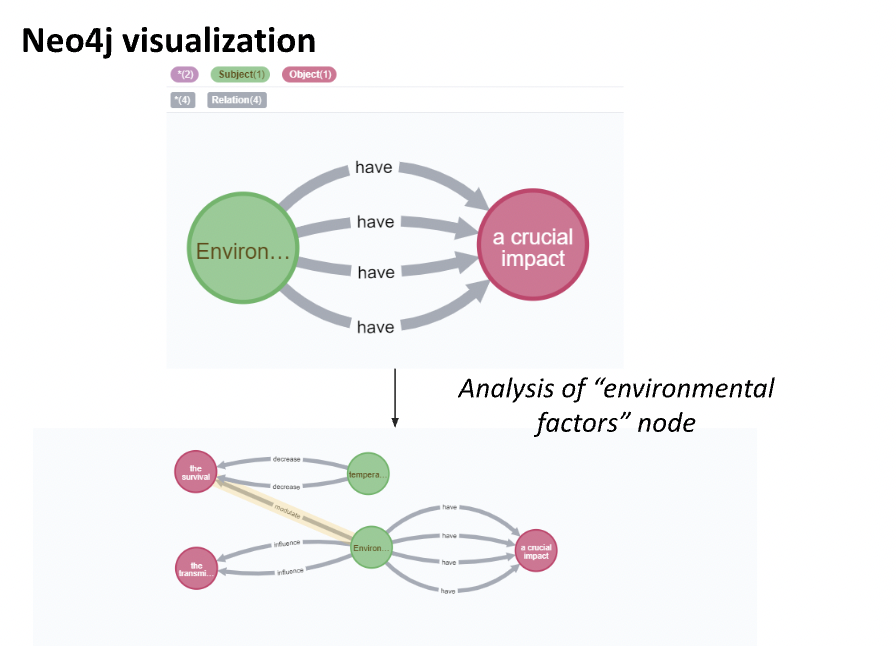 Neo4j visualization
*(2) Subject(1) Object(1)
*(4) Relation(4)
have
have
Environ…
a crucial
impact
have
have
Analysis of “environmental
factors” node
the
survival
decrease
tempera…
decrease
modulate
have
influence
have
Environ…
a crucial
impact
the
transmi…
influence
have
have